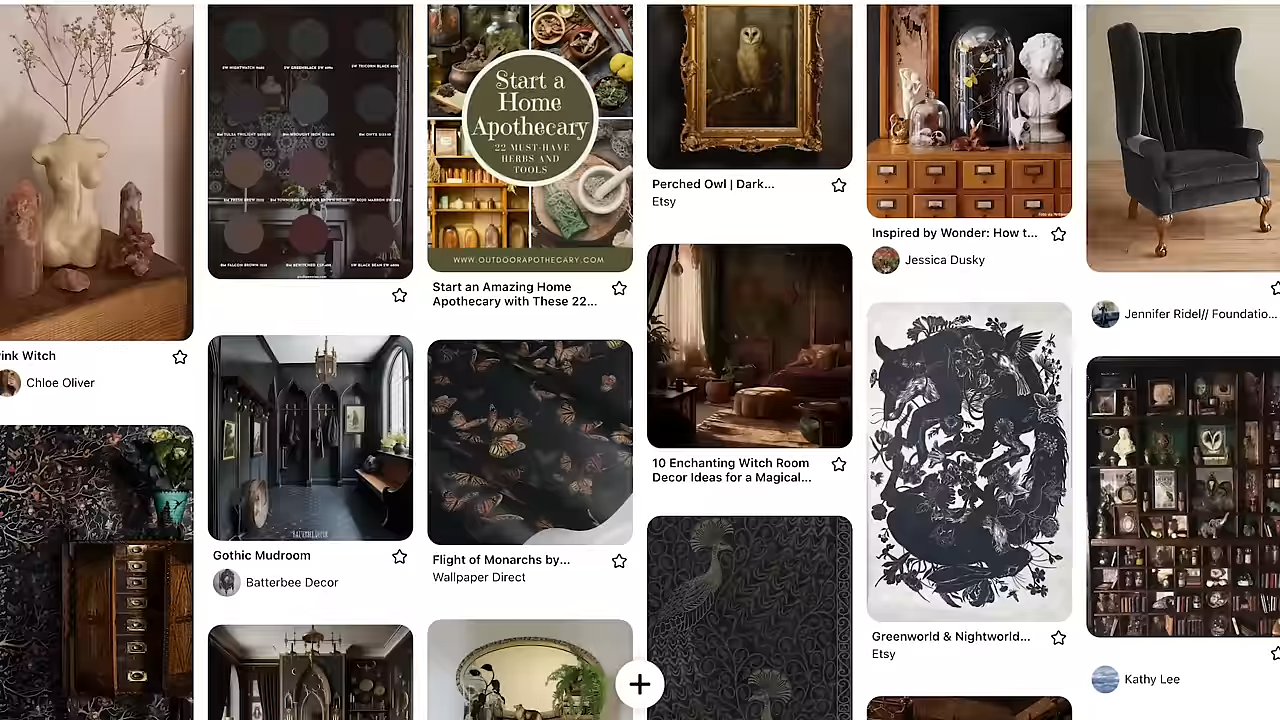 ink Witch
Chloe Oliver
SW TRICORN BLACK
Start a
Home
Apothecary
22 MUST-HAVE
HERBS AND
TOOLS
WWW.OUTDOORAPOTHECARY.COM
Start an Amazing Home
Apothecary with These 22...
Gothic Mudroom
Batterbee Decor
Flight of Monarchs by...
Wallpaper Direct
Perched Owl | Dark...
Etsy
10 Enchanting Witch Room
Decor Ideas for a Magical...
Inspired by Wonder: How t...
Jessica Dusky
Greenworld & Nightworld...
Etsy
Jennifer Ridel// Foundatio...
Kathy Lee